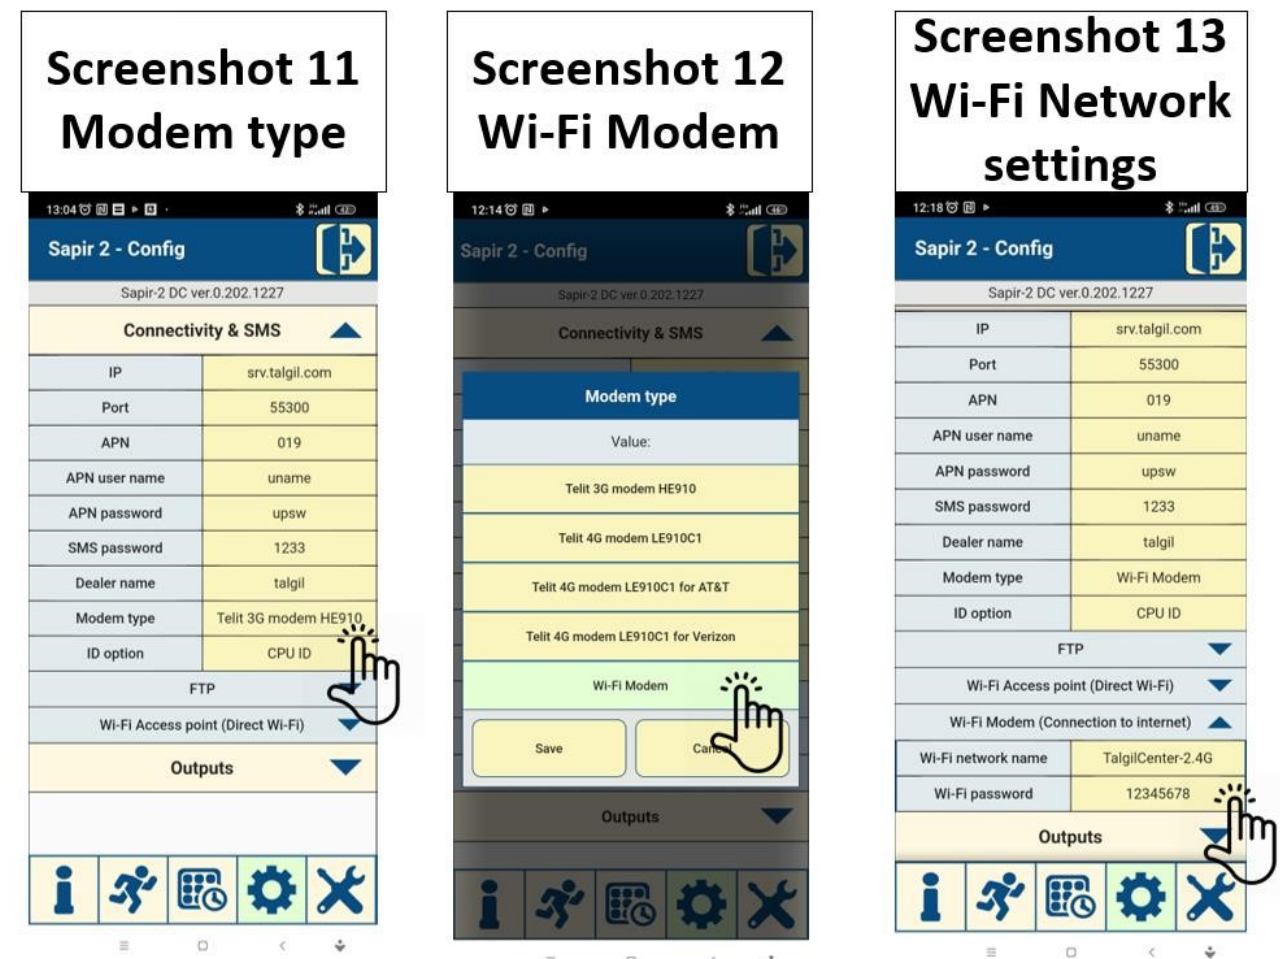 Screenshot 11
Modem type
13:04
Sapir 2 - Config
Sapir-2 DC ver.0.202.1227
Connectivity & SMS
IP srv.talgil.com
Port 55300
APN 019
APN user name uname
APN password upsw
SMS password 1233
Dealer name talgil
Modem type Telit 3G modem HE910
ID option CPU ID
FTP
Wi-Fi Access point (Direct Wi-Fi)
Outputs
Screenshot 12
Wi-Fi Modem
12:14
Sapir 2 - Config
Sapir-2 DC ver.0.202.1227
Connectivity & SMS
Modem type
Value:
Telit 3G modem HE910
Telit 4G modem LE910C1
Telit 4G modem LE910C1 for AT&T
Telit 4G modem LE910C1 for Verizon
Wi-Fi Modem
Save Cancel
Outputs
Screenshot 13
Wi-Fi Network
settings
12:18
Sapir 2 - Config
Sapir-2 DC ver.0.202.1227
IP srv.talgil.com
Port 55300
APN 019
APN user name uname
APN password upsw
SMS password 1233
Dealer name talgil
Modem type Wi-Fi Modem
ID option CPU ID
FTP
Wi-Fi Access point (Direct Wi-Fi)
Wi-Fi Modem (Connection to internet)
Wi-Fi network name TalgilCenter-2.4G
Wi-Fi password 12345678
Outputs